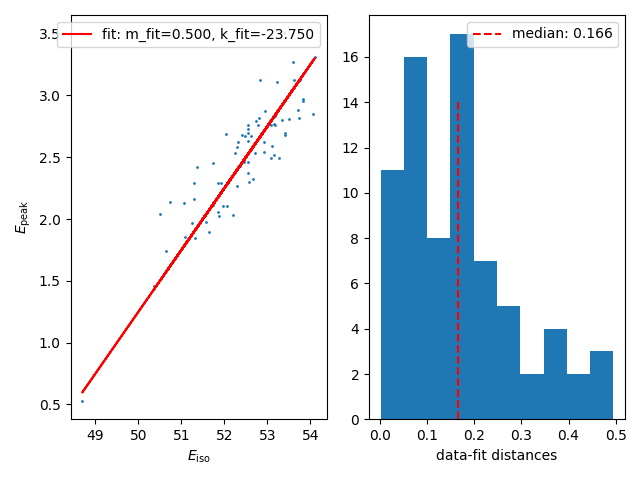 fit: m_fit=0.500, k_fit=-23.750
3.5
3.0
2.5
2.0
1.5
1.0
0.5
E_peak
49 50 51 52 53 54
E_iso
median: 0.166
16
14
12
10
8
6
4
2
0
0.0 0.1 0.2 0.3 0.4 0.5
data-fit distances